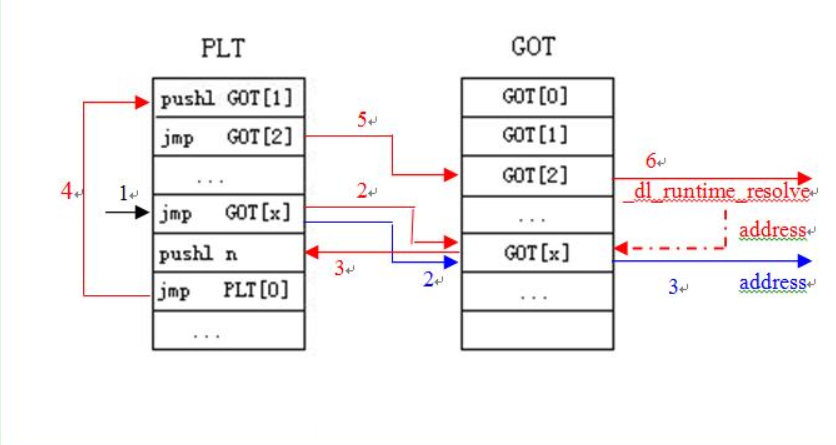 PLT GOT
pushl GOT[1] GOT[0]
jmp GOT[2] 5 GOT[1]
... GOT[2] 6
4 1 2 _dl_runtime_resolve
jmp GOT[x] ... address
pushl n 3 2 GOT[x] 3 address
jmp PLT[0] ...
...